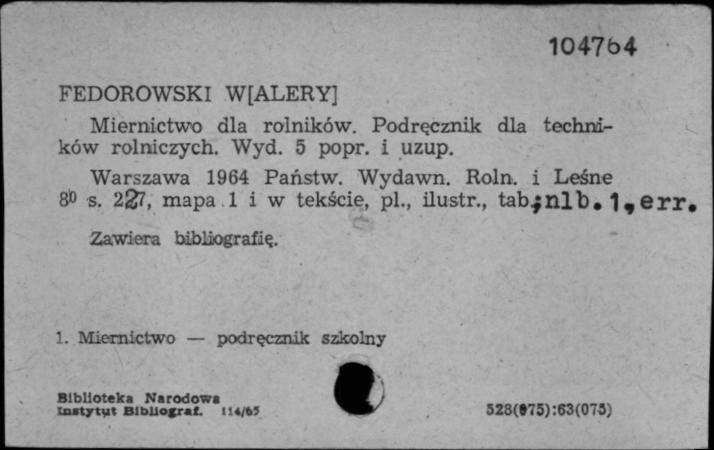 104764
FEDOROWSKI W[ALERY]
Miernictwo dla rolników. Podręcznik dla techni-
ków rolniczych. Wyd. 5 popr. i uzup.
Warszawa 1964 Państw. Wydawn. Roln. i Leśne
8⁰ s. 227, mapa 1 i w tekście, pl., ilustr., tab.;nlb.1,err.
Zawiera bibliografię.
1. Miernictwo — podręcznik szkolny
Biblioteka Narodowa
Instytut Bibliograf. 114/65
528(075):63(075)